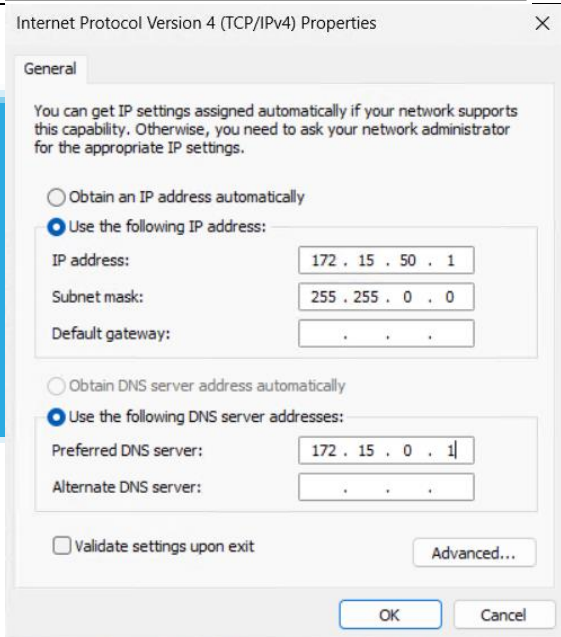 Internet Protocol Version 4 (TCP/IPv4) Properties
General
You can get IP settings assigned automatically if your network supports
this capability. Otherwise, you need to ask your network administrator
for the appropriate IP settings.
Obtain an IP address automatically
Use the following IP address:
IP address: 172 . 15 . 50 . 1
Subnet mask: 255 . 255 . 0 . 0
Default gateway: . . .
Obtain DNS server address automatically
Use the following DNS server addresses:
Preferred DNS server: 172 . 15 . 0 . 1
Alternate DNS server: . . .
Validate settings upon exit
Advanced...
OK Cancel